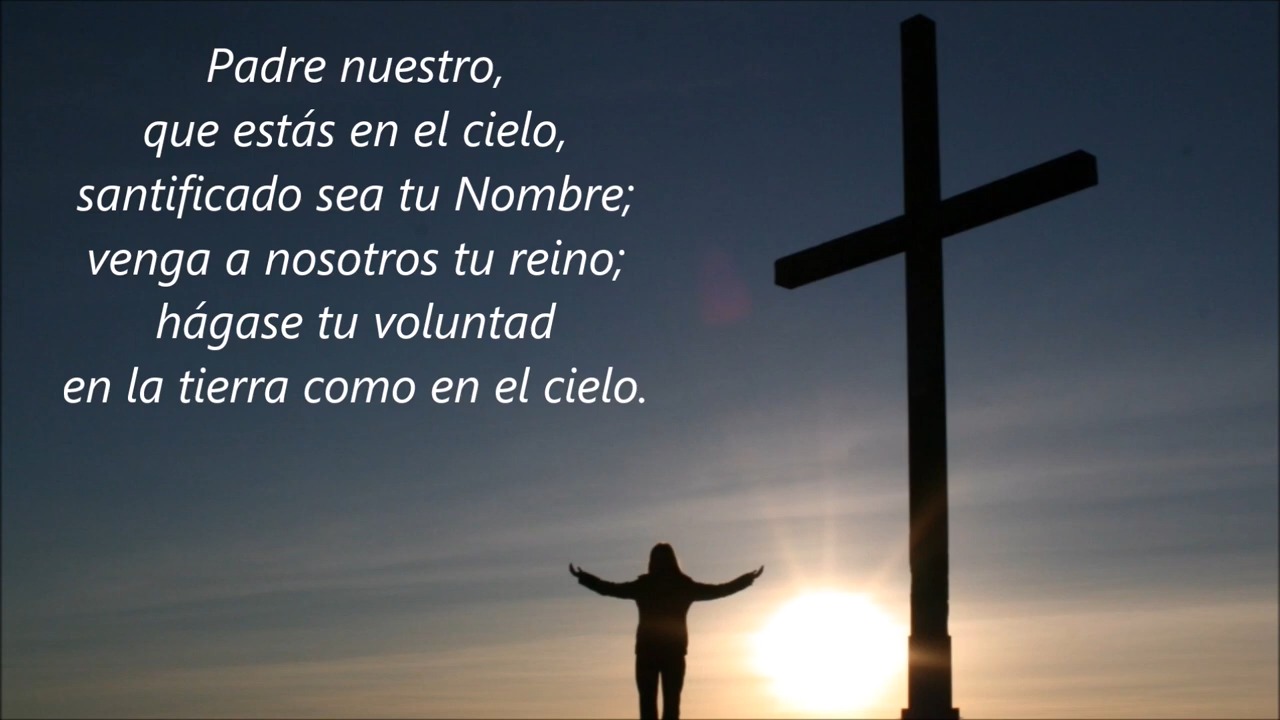 Padre nuestro,
que estás en el cielo,
santificado sea tu Nombre;
venga a nosotros tu reino;
hágase tu voluntad
en la tierra como en el cielo.